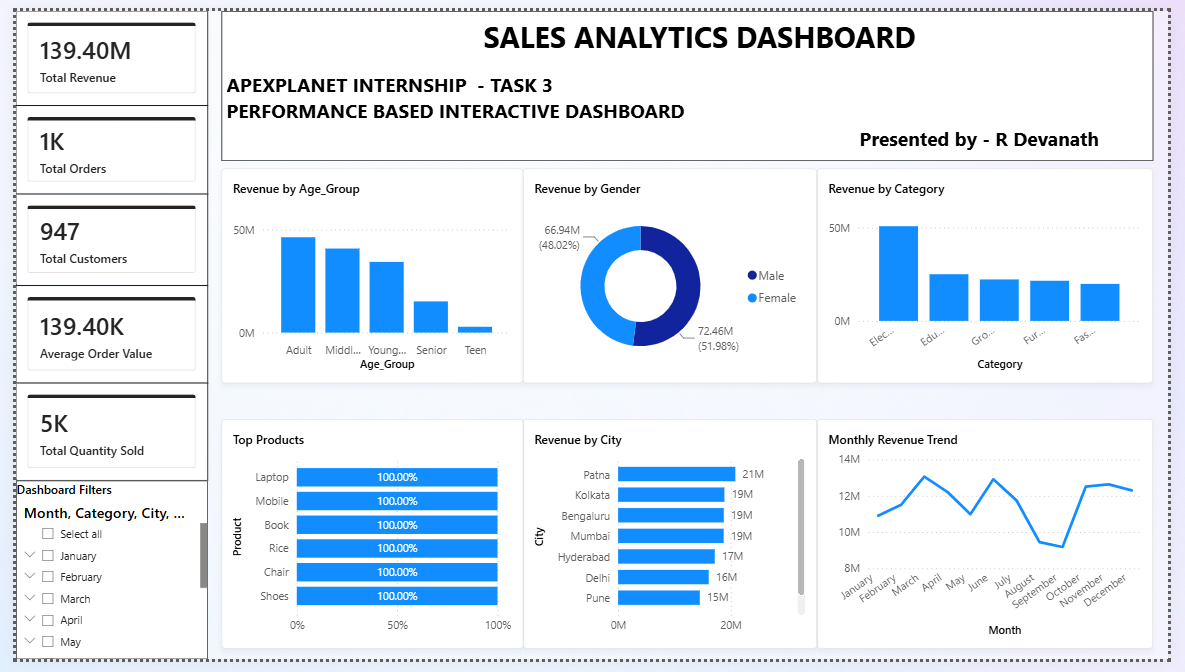 139.40M
Total Revenue
1K
Total Orders
947
Total Customers
139.40K
Average Order Value
5K
Total Quantity Sold
Dashboard Filters
Month, Category, City, ...
Select all
January
February
March
April
May
SALES ANALYTICS DASHBOARD
APEXPLANET INTERNSHIP - TASK 3
PERFORMANCE BASED INTERACTIVE DASHBOARD
Presented by - R Devanath
Revenue by Age_Group
50M
0M
Adult Middl... Young... Senior Teen
Age_Group
Revenue by Gender
66.94M
(48.02%)
72.46M
(51.98%)
Male
Female
Revenue by Category
50M
0M
Elec... Edu... Gro... Fur... Fas...
Category
Top Products
Product
Laptop 100.00%
Mobile 100.00%
Book 100.00%
Rice 100.00%
Chair 100.00%
Shoes 100.00%
0% 50% 100%
Revenue by City
City
Patna 21M
Kolkata 19M
Bengaluru 19M
Mumbai 19M
Hyderabad 17M
Delhi 16M
Pune 15M
0M 20M
Monthly Revenue Trend
14M
12M
10M
8M
January February March April May June July August September October November December
Month